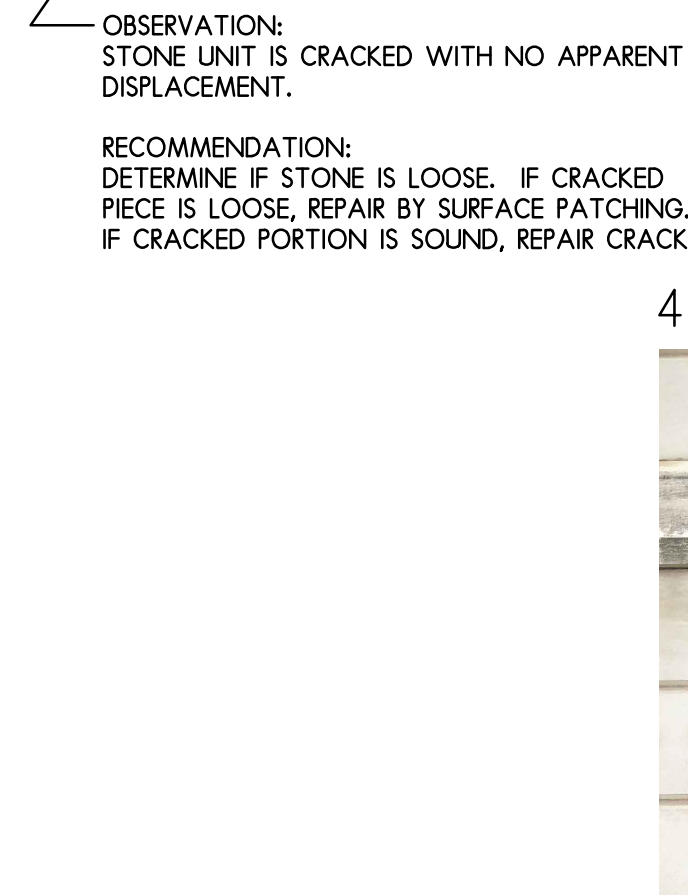 OBSERVATION:
STONE UNIT IS CRACKED WITH NO APPARENT
DISPLACEMENT.
RECOMMENDATION:
DETERMINE IF STONE IS LOOSE. IF CRACKED
PIECE IS LOOSE, REPAIR BY SURFACE PATCHING.
IF CRACKED PORTION IS SOUND, REPAIR CRACK
4